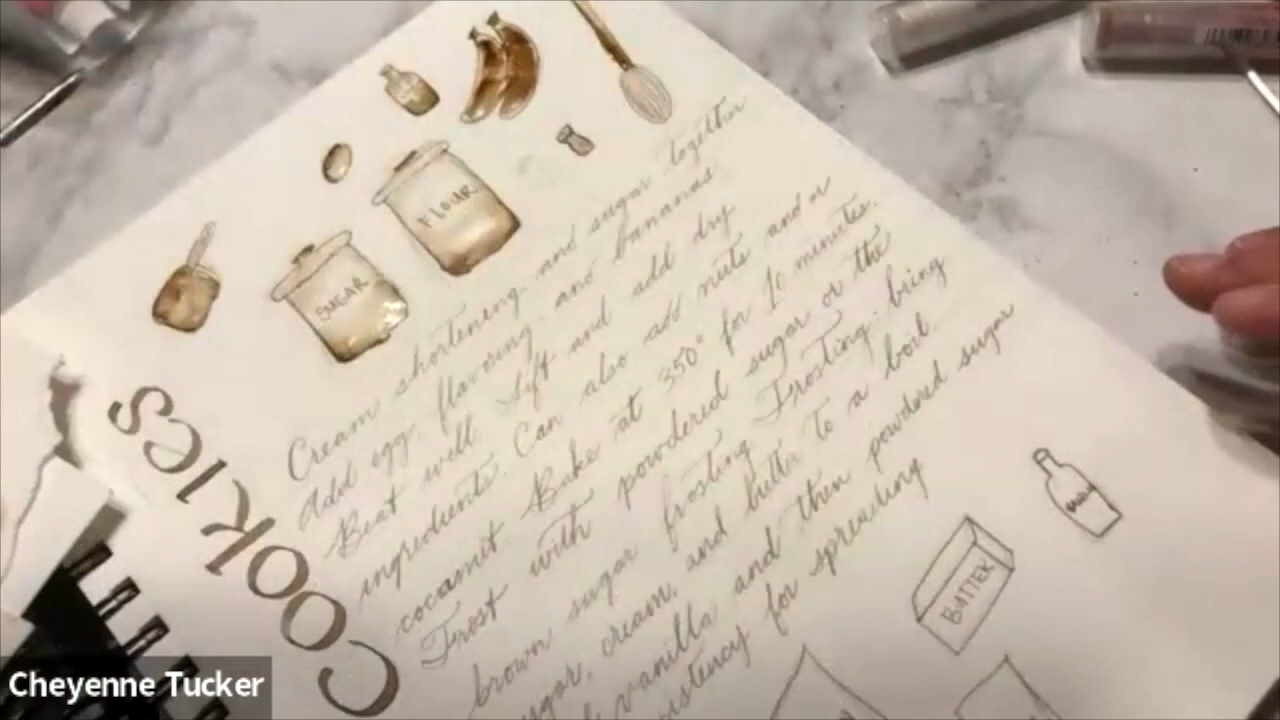 FLOUR
SUGAR
Cookies
Cream shortening and sugar together
Add egg, flavoring and bananas.
Beat well. Sift and add dry
ingredients. Can also add nuts and or
coconut Bake at 350° for 10 minutes.
Frost with powdered sugar or the
brown sugar frosting. Frosting: bring
sugar, cream, and butter to a boil.
vanilla and then powdered sugar
for spreading
BUTTER
Cheyenne Tucker